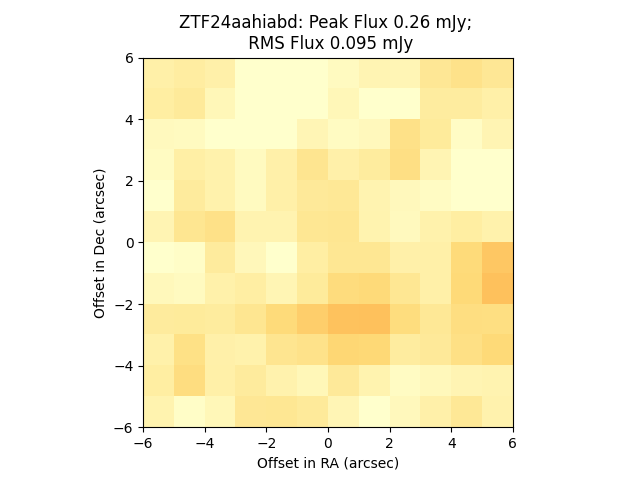 ZTF24aahiabd: Peak Flux 0.26 mJy;
RMS Flux 0.095 mJy
6
4
2
0
−2
−4
−6
Offset in Dec (arcsec)
−6 −4 −2 0 2 4 6
Offset in RA (arcsec)